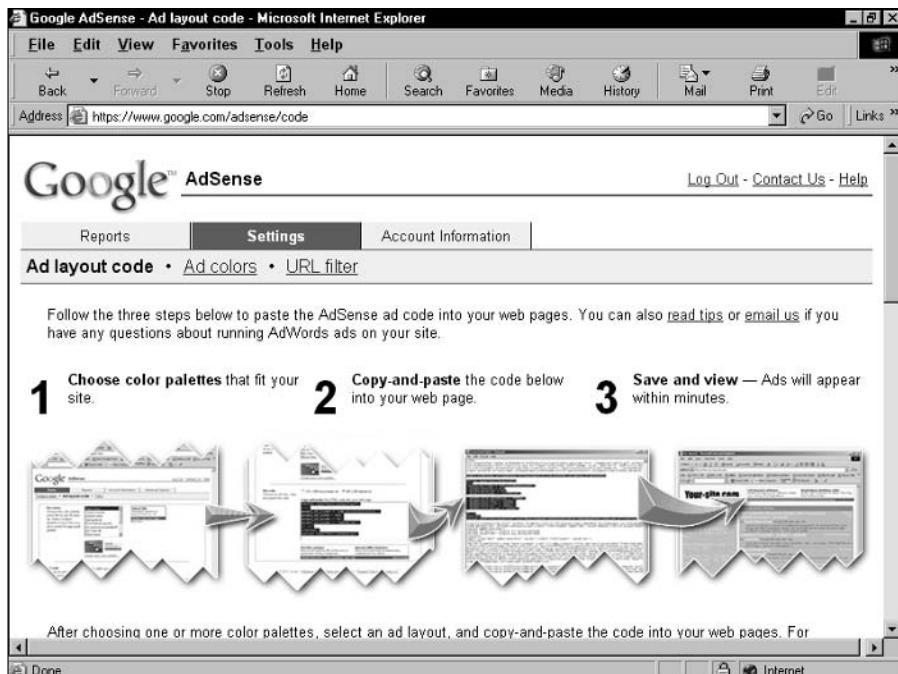 Google AdSense - Ad layout code - Microsoft Internet Explorer
File Edit View Favorites Tools Help
Back Forward Stop Refresh Home Search Favorites Media History Mail Print Edit »
Address https://www.google.com/adsense/code Go Links »
Google™ AdSense Log Out - Contact Us - Help
Reports Settings Account Information
Ad layout code • Ad colors • URL filter
Follow the three steps below to paste the AdSense ad code into your web pages. You can also read tips or email us if you
have any questions about running AdWords ads on your site.
1 Choose color palettes that fit your
site.
2 Copy-and-paste the code below
into your web page.
3 Save and view — Ads will appear
within minutes.
Google
Your-site.com
After choosing one or more color palettes, select an ad layout, and copy-and-paste the code into your web pages. For
Done Internet